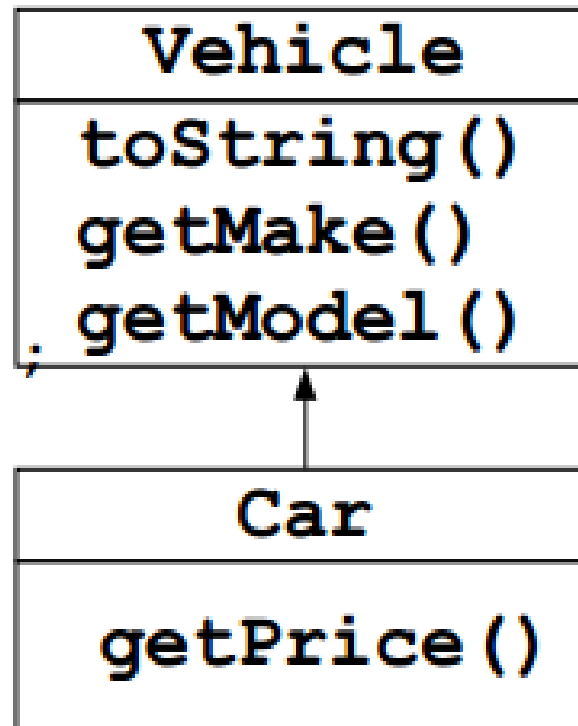 Vehicle
toString()
getMake()
; getModel()
Car
getPrice()